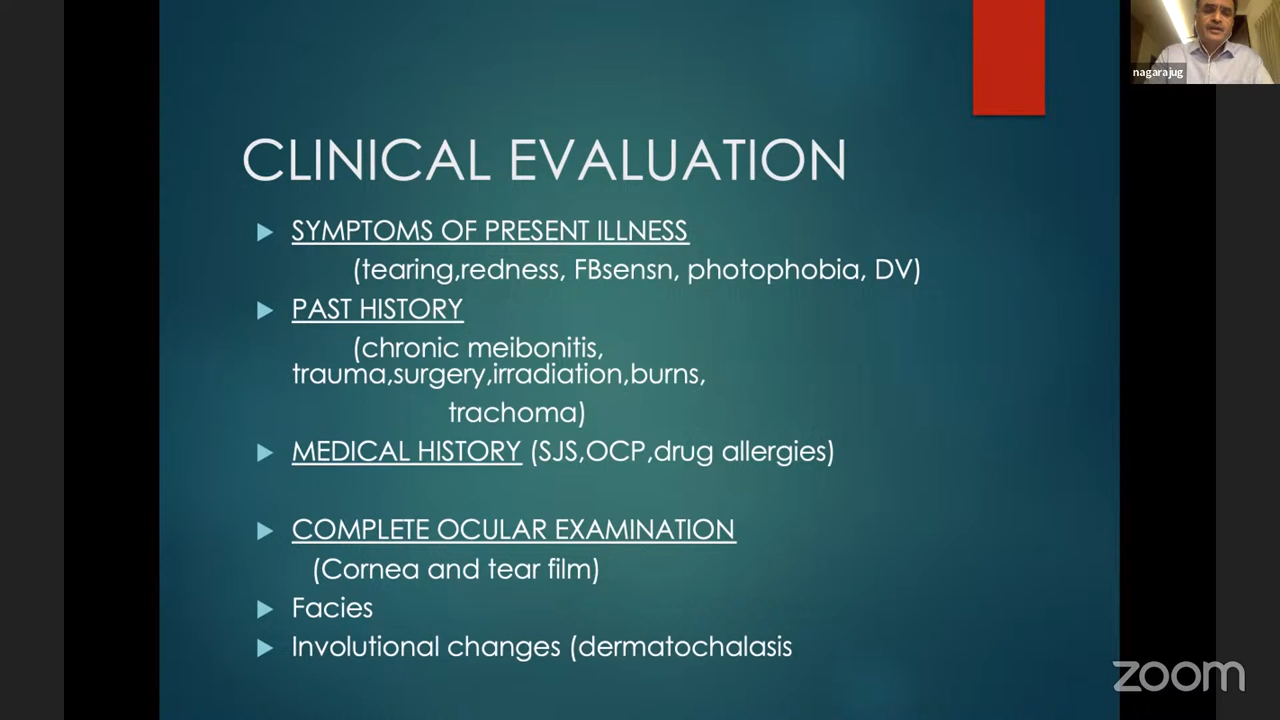 nagarajug
CLINICAL EVALUATION
SYMPTOMS OF PRESENT ILLNESS
(tearing,redness, FBsensn, photophobia, DV)
PAST HISTORY
(chronic meibonitis,
trauma,surgery,irradiation,burns,
trachoma)
MEDICAL HISTORY (SJS,OCP,drug allergies)
COMPLETE OCULAR EXAMINATION
(Cornea and tear film)
Facies
Involutional changes (dermatochalasis
zoom